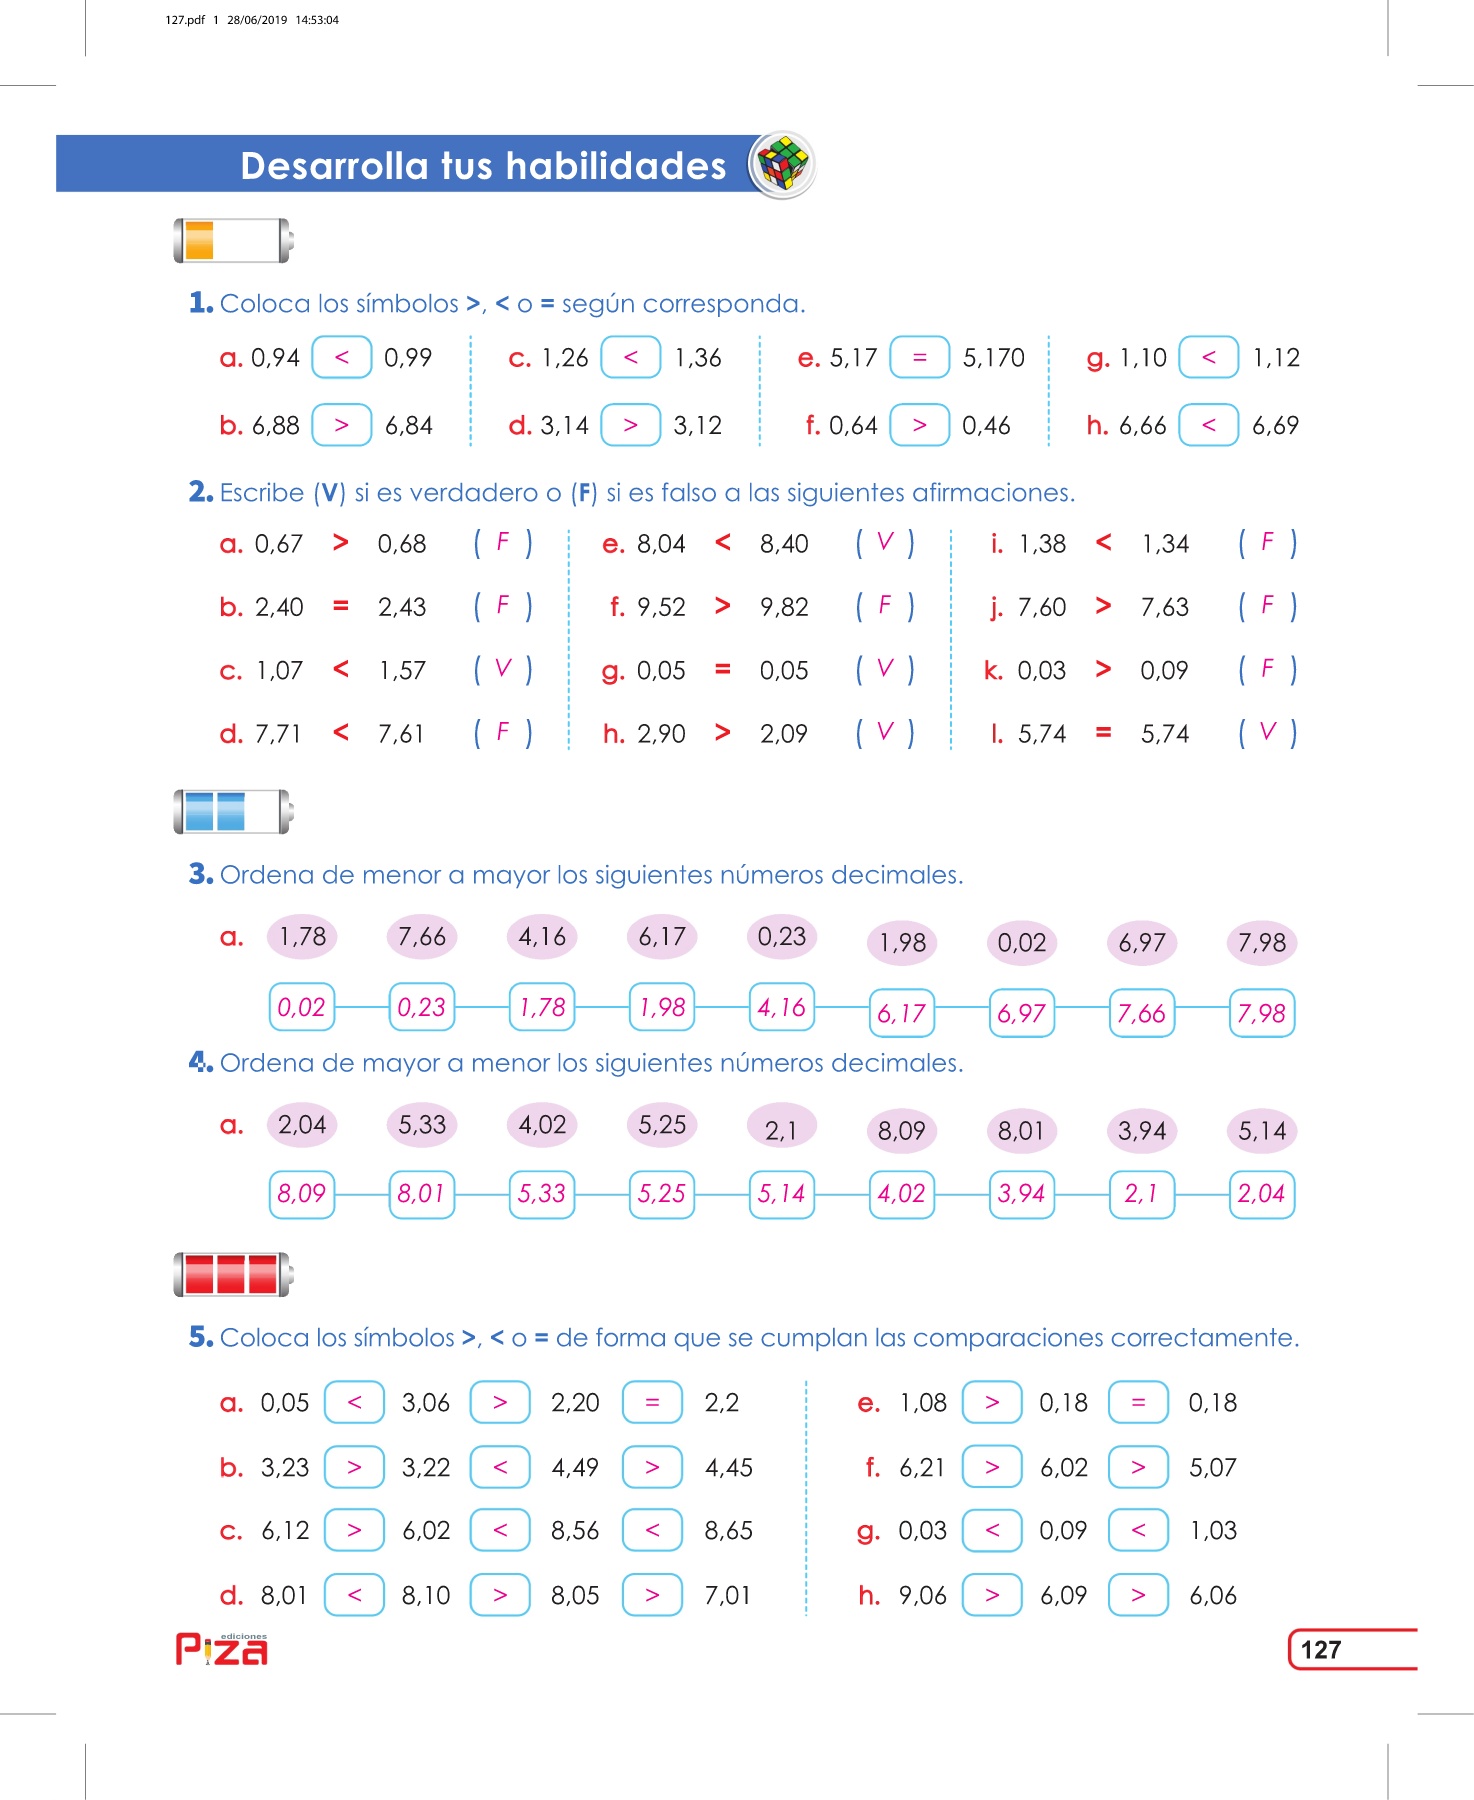 127.pdf 1 28/06/2019 14:53:04
Desarrolla tus habilidades
1. Coloca los símbolos >, < o = según corresponda.
a. 0,94 < 0,99 c. 1,26 < 1,36 e. 5,17 = 5,170 g. 1,10 < 1,12
b. 6,88 > 6,84 d. 3,14 > 3,12 f. 0,64 > 0,46 h. 6,66 < 6,69
2. Escribe (V) si es verdadero o (F) si es falso a las siguientes afirmaciones.
a. 0,67 > 0,68 ( F ) e. 8,04 < 8,40 ( V ) i. 1,38 < 1,34 ( F )
b. 2,40 = 2,43 ( F ) f. 9,52 > 9,82 ( F ) j. 7,60 > 7,63 ( F )
c. 1,07 < 1,57 ( V ) g. 0,05 = 0,05 ( V ) k. 0,03 > 0,09 ( F )
d. 7,71 < 7,61 ( F ) h. 2,90 > 2,09 ( V ) l. 5,74 = 5,74 ( V )
3. Ordena de menor a mayor los siguientes números decimales.
a. 1,78 7,66 4,16 6,17 0,23 1,98 0,02 6,97 7,98
0,02 0,23 1,78 1,98 4,16 6,17 6,97 7,66 7,98
4. Ordena de mayor a menor los siguientes números decimales.
a. 2,04 5,33 4,02 5,25 2,1 8,09 8,01 3,94 5,14
8,09 8,01 5,33 5,25 5,14 4,02 3,94 2,1 2,04
5. Coloca los símbolos >, < o = de forma que se cumplan las comparaciones correctamente.
a. 0,05 < 3,06 > 2,20 = 2,2 e. 1,08 > 0,18 = 0,18
b. 3,23 > 3,22 < 4,49 > 4,45 f. 6,21 > 6,02 > 5,07
c. 6,12 > 6,02 < 8,56 < 8,65 g. 0,03 < 0,09 < 1,03
d. 8,01 < 8,10 > 8,05 > 7,01 h. 9,06 > 6,09 > 6,06
ediciones
Piza
127